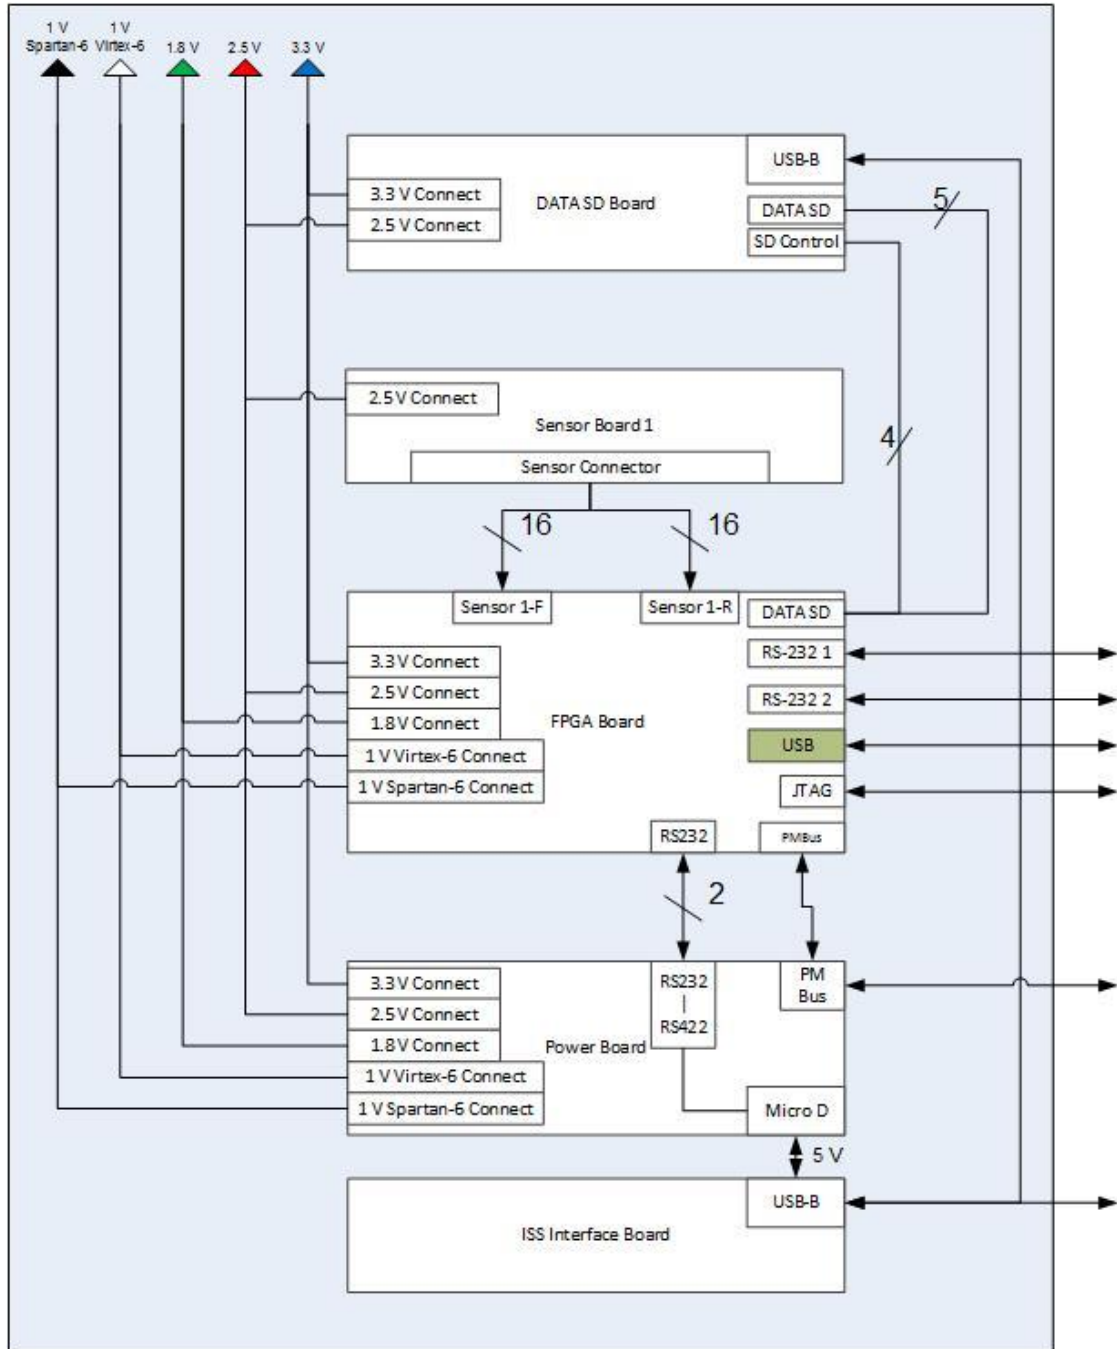 1 V
Spartan-6
1 V
Virtex-6
1.8 V
2.5 V
3.3 V
USB-B
3.3 V Connect
DATA SD Board
DATA SD
5
2.5 V Connect
SD Control
2.5 V Connect
Sensor Board 1
4
Sensor Connector
16
16
Sensor 1-F
Sensor 1-R
DATA SD
3.3 V Connect
RS-232 1
2.5 V Connect
RS-232 2
1.8 V Connect
FPGA Board
1 V Virtex-6 Connect
USB
1 V Spartan-6 Connect
JTAG
RS232
PMBus
2
3.3 V Connect
RS232
|
RS422
PM
Bus
2.5 V Connect
1.8 V Connect
Power Board
1 V Virtex-6 Connect
1 V Spartan-6 Connect
Micro D
5 V
USB-B
ISS Interface Board